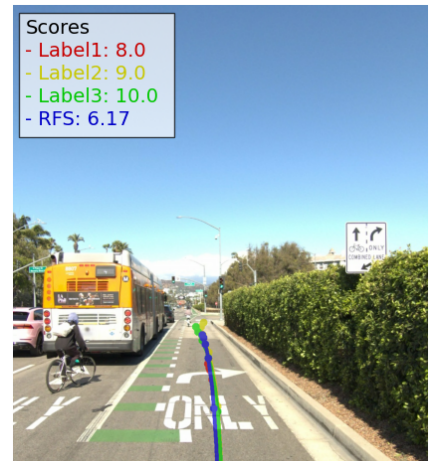 Scores
- Label1: 8.0
- Label2: 9.0
- Label3: 10.0
- RFS: 6.17
ONLY
COMBINED LANE
ONLY